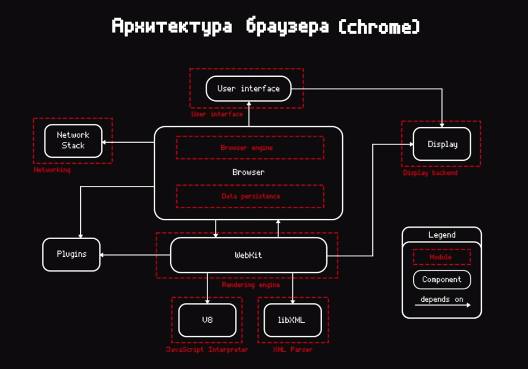 Архитектура браузера (chrome)
User interface
User interface
Network
Stack
Networking
Browser engine
Browser
Data persistence
Display
Display backend
Plugins
WebKit
Rendering engine
V8
JavaScript Interpreter
libXML
XML Parser
Legend
Module
Component
depends on